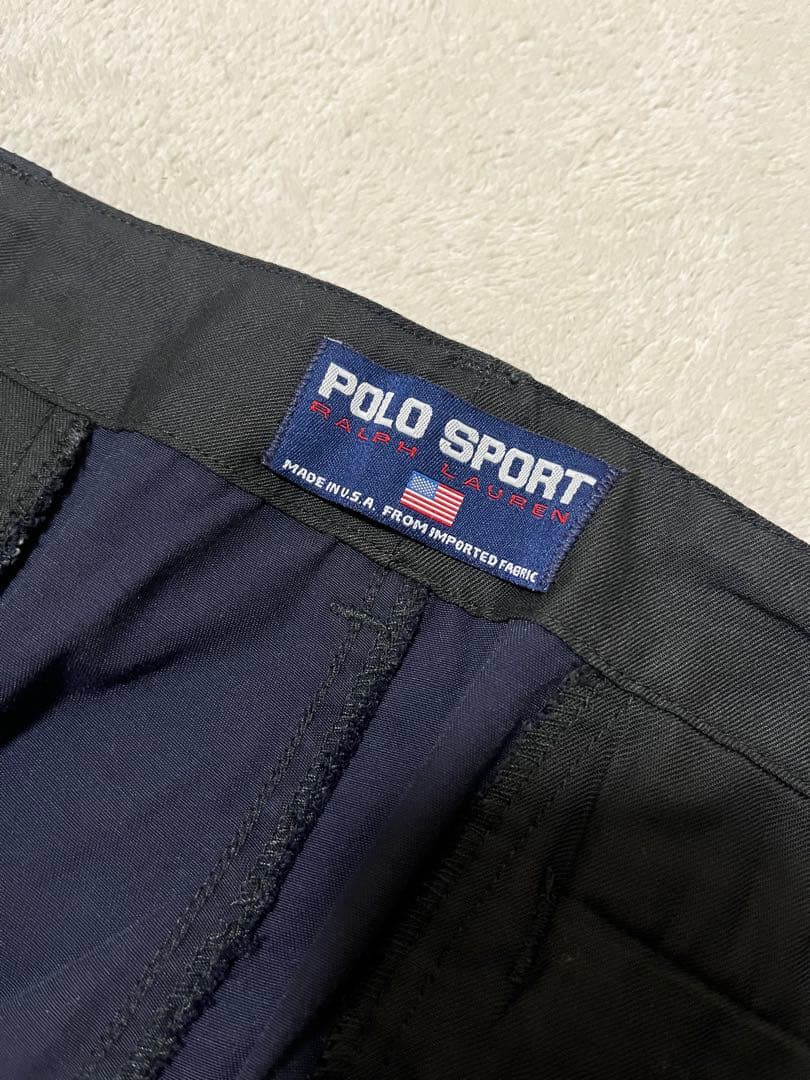 POLO SPORT
RALPH LAUREN
MADE IN U.S.A. FROM IMPORTED FABRIC